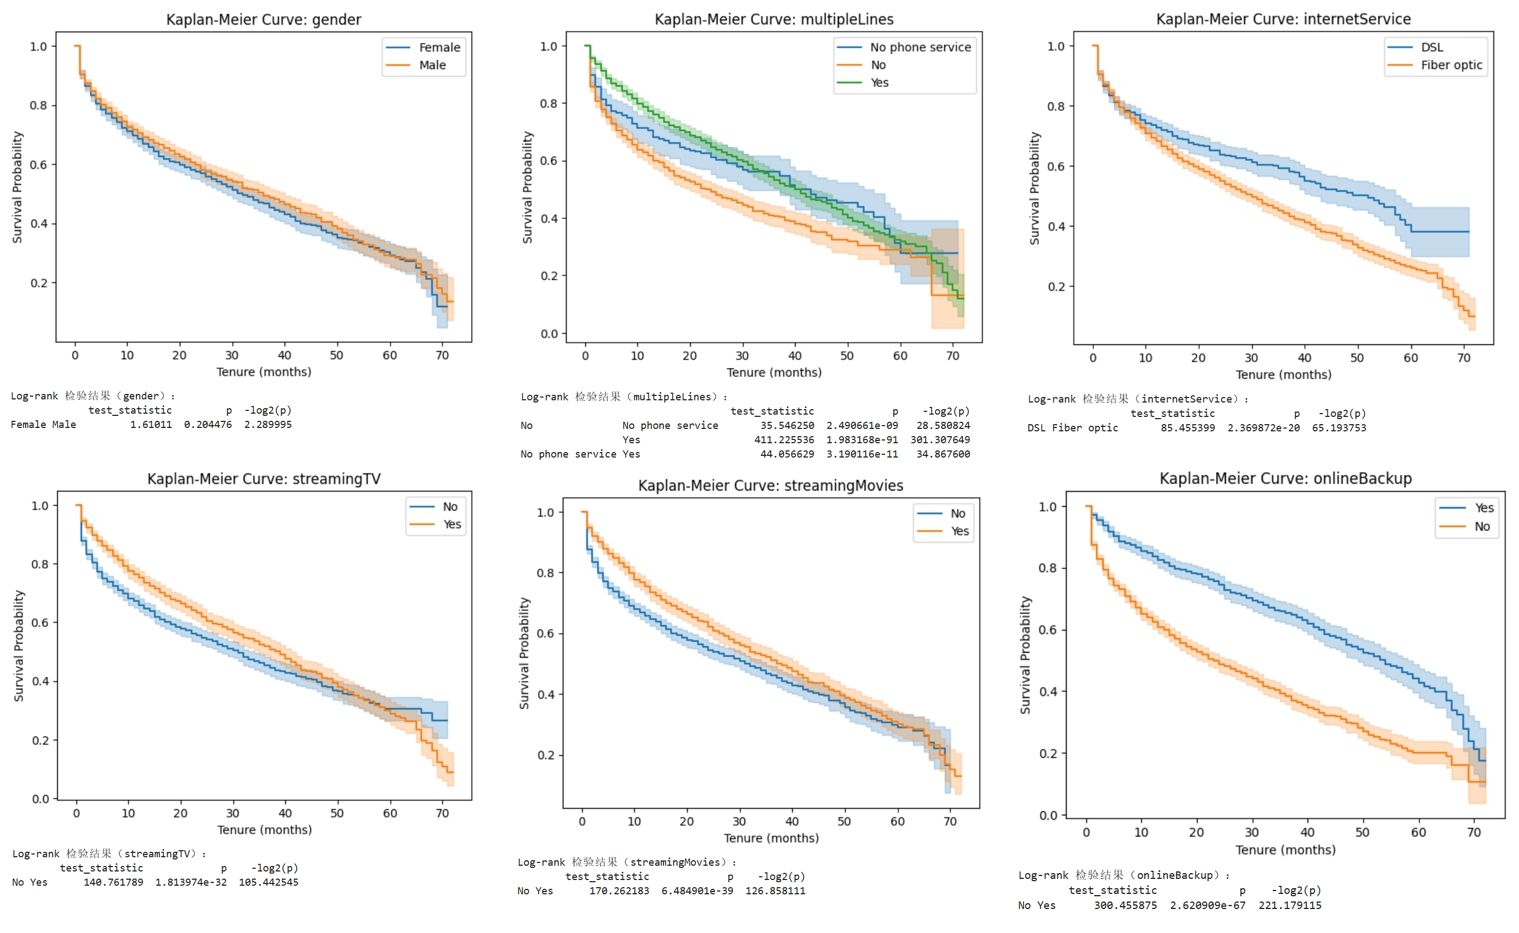 Kaplan-Meier Curve: gender
Survival Probability
1.0
0.8
0.6
0.4
0.2
0 10 20 30 40 50 60 70
Tenure (months)
Female
Male
Log-rank 检验结果（gender）：
test_statistic p -log2(p)
Female Male 1.61011 0.204476 2.289995
Kaplan-Meier Curve: multipleLines
Survival Probability
1.0
0.8
0.6
0.4
0.2
0.0
0 10 20 30 40 50 60 70
Tenure (months)
No phone service
No
Yes
Log-rank 检验结果（multipleLines）：
test_statistic p -log2(p)
No No phone service 35.546250 2.490661e-09 28.580824
Yes 411.225536 1.983168e-91 301.307649
No phone service Yes 44.056629 3.190116e-11 34.867600
Kaplan-Meier Curve: internetService
Survival Probability
1.0
0.8
0.6
0.4
0.2
0 10 20 30 40 50 60 70
Tenure (months)
DSL
Fiber optic
Log-rank 检验结果（internetService）：
test_statistic p -log2(p)
DSL Fiber optic 85.455399 2.369872e-20 65.193753
Kaplan-Meier Curve: streamingTV
Survival Probability
1.0
0.8
0.6
0.4
0.2
0.0
0 10 20 30 40 50 60 70
Tenure (months)
No
Yes
Log-rank 检验结果（streamingTV）：
test_statistic p -log2(p)
No Yes 140.761789 1.813974e-32 105.442545
Kaplan-Meier Curve: streamingMovies
Survival Probability
1.0
0.8
0.6
0.4
0.2
0 10 20 30 40 50 60 70
Tenure (months)
No
Yes
Log-rank 检验结果（streamingMovies）：
test_statistic p -log2(p)
No Yes 170.262183 6.484901e-39 126.858111
Kaplan-Meier Curve: onlineBackup
Survival Probability
1.0
0.8
0.6
0.4
0.2
0.0
0 10 20 30 40 50 60 70
Tenure (months)
Yes
No
Log-rank 检验结果（onlineBackup）：
test_statistic p -log2(p)
No Yes 300.455875 2.620909e-67 221.179115